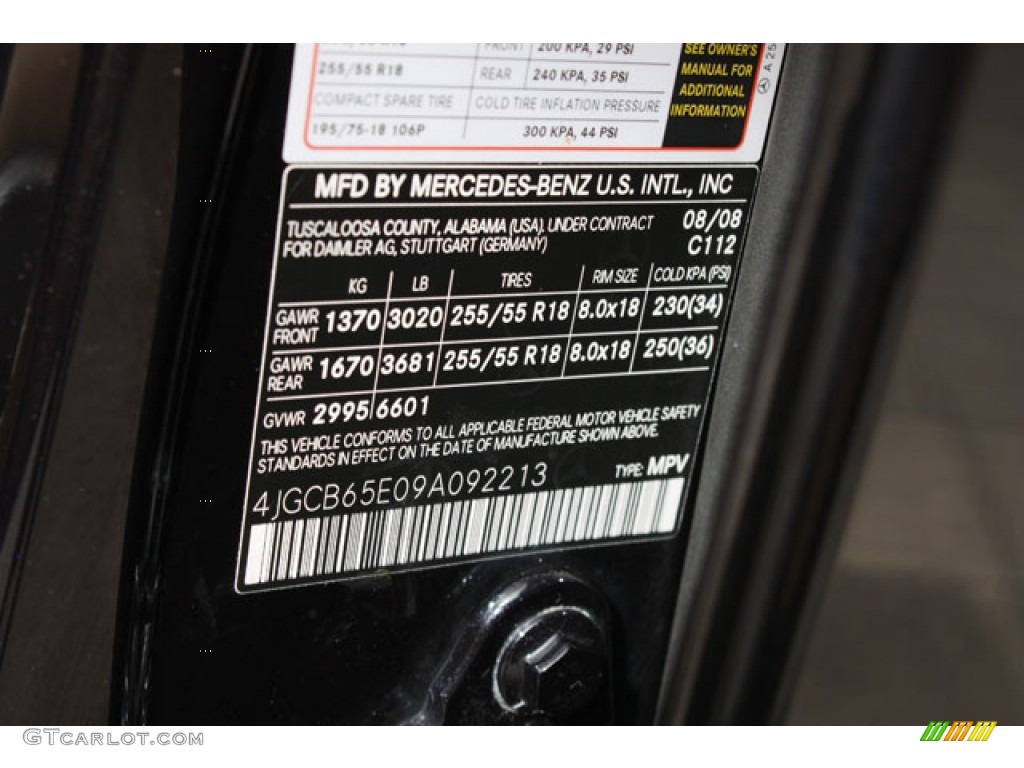 FRONT 200 KPA, 29 PSI
255/55 R18 REAR 240 KPA, 35 PSI
COMPACT SPARE TIRE COLD TIRE INFLATION PRESSURE
195/75-18 106P 300 KPA, 44 PSI
SEE OWNER'S
MANUAL FOR
ADDITIONAL
INFORMATION
A 25
MFD BY MERCEDES-BENZ U.S. INTL., INC
TUSCALOOSA COUNTY, ALABAMA (USA), UNDER CONTRACT 08/08
FOR DAIMLER AG, STUTTGART (GERMANY) C112
KG LB TIRES RIM SIZE COLD KPA (PSI)
GAWR FRONT 1370 3020 255/55 R18 8.0x18 230(34)
GAWR REAR 1670 3681 255/55 R18 8.0x18 250(36)
GVWR 2995 6601
THIS VEHICLE CONFORMS TO ALL APPLICABLE FEDERAL MOTOR VEHICLE SAFETY
STANDARDS IN EFFECT ON THE DATE OF MANUFACTURE SHOWN ABOVE.
4JGCB65E09A092213 TYPE: MPV
GTCARLOT.COM